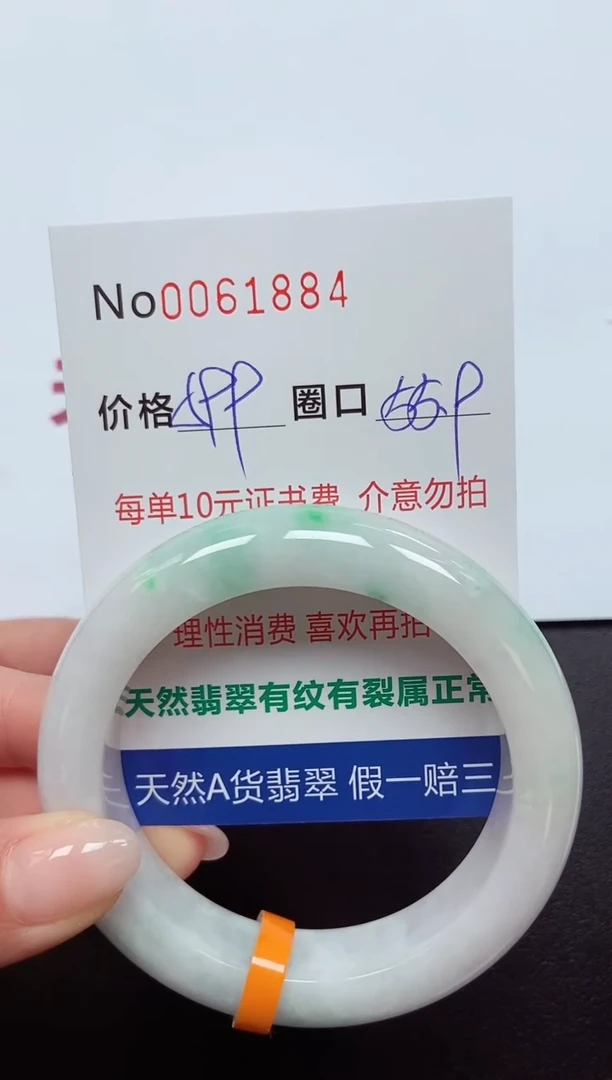 No0061884
价格 圈口
每单10元证书费 介意勿拍
理性消费 喜欢再拍
天然翡翠有纹有裂属正常
天然A货翡翠 假一赔三